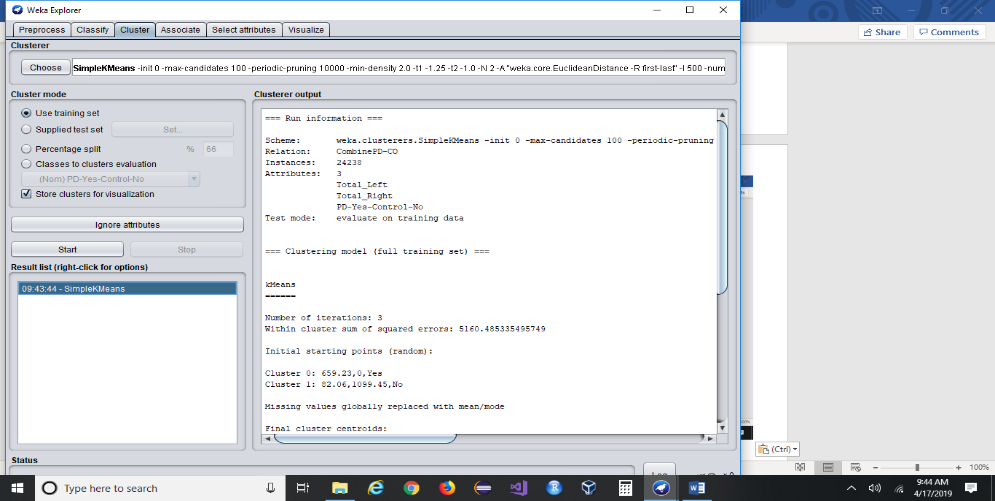 Weka Explorer
Preprocess Classify Cluster Associate Select attributes Visualize
Share Comments
Clusterer
Choose SimpleKMeans -init 0 -max-candidates 100 -periodic-pruning 10000 -min-density 2.0 -t1 -1.25 -t2 -1.0 -N 2 -A "weka.core.EuclideanDistance -R first-last" -I 500 -num
Cluster mode
Use training set
Supplied test set Set...
Percentage split % 66
Classes to clusters evaluation
(Nom) PD-Yes-Control-No
Store clusters for visualization
Ignore attributes
Start Stop
Result list (right-click for options)
09:43:44 - SimpleKMeans
Clusterer output
=== Run information ===
Scheme: weka.clusterers.SimpleKMeans -init 0 -max-candidates 100 -periodic-pruning
Relation: CombinePD-CO
Instances: 24238
Attributes: 3
Total_Left
Total_Right
PD-Yes-Control-No
Test mode: evaluate on training data
=== Clustering model (full training set) ===
kMeans
======
Number of iterations: 3
Within cluster sum of squared errors: 5160.485335495749
Initial starting points (random):
Cluster 0: 659.23,0,Yes
Cluster 1: 82.06,1099.45,No
Missing values globally replaced with mean/mode
Final cluster centroids:
Status
(Ctrl)
100%
Type here to search
9:44 AM
4/17/2019